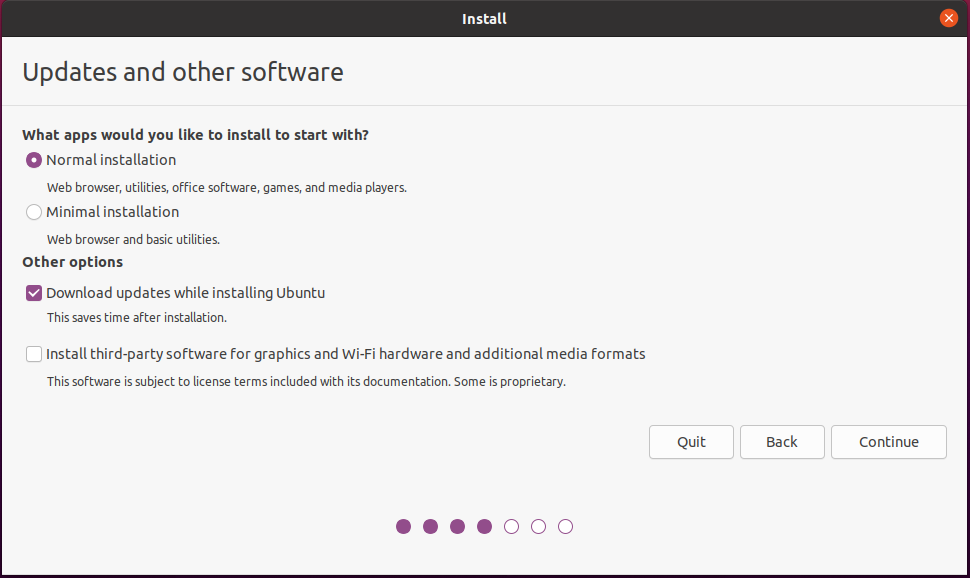 Install
Updates and other software
What apps would you like to install to start with?
Normal installation
Web browser, utilities, office software, games, and media players.
Minimal installation
Web browser and basic utilities.
Other options
Download updates while installing Ubuntu
This saves time after installation.
Install third-party software for graphics and Wi-Fi hardware and additional media formats
This software is subject to license terms included with its documentation. Some is proprietary.
Quit Back Continue